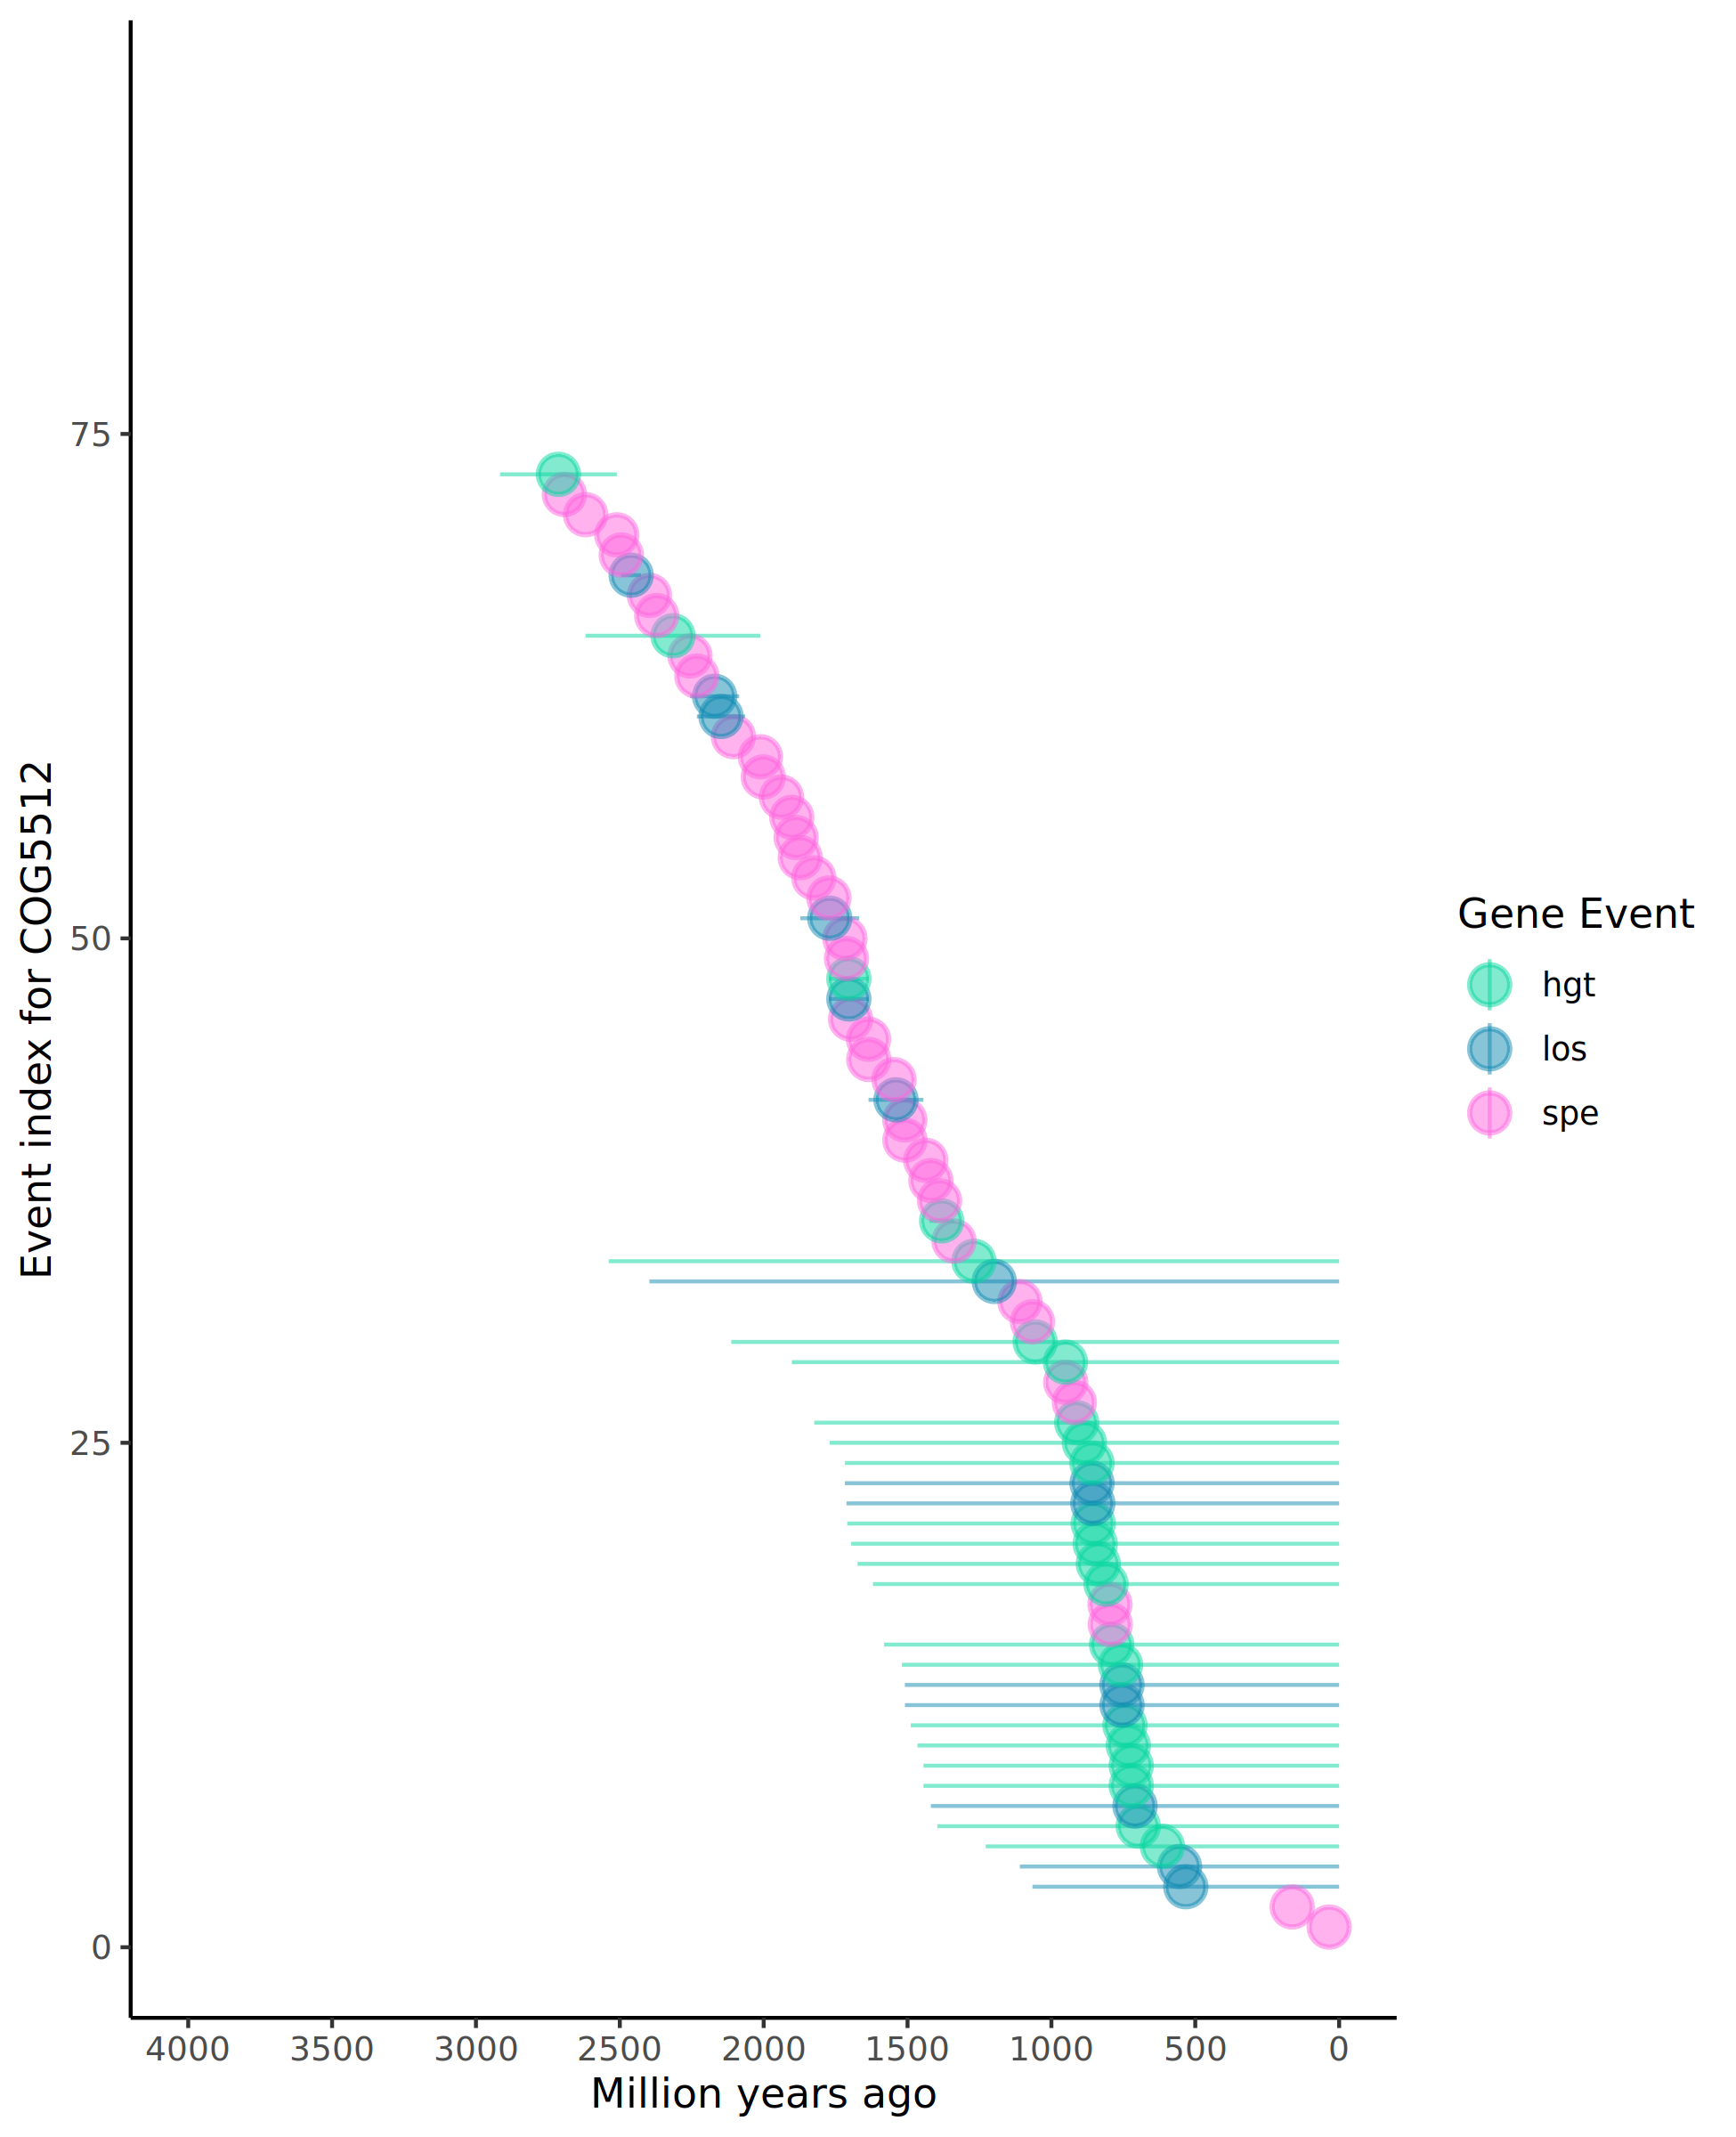 Event index for COG5512
75
50
25
0
4000 3500 3000 2500 2000 1500 1000 500 0
Million years ago
Gene Event
hgt
los
spe